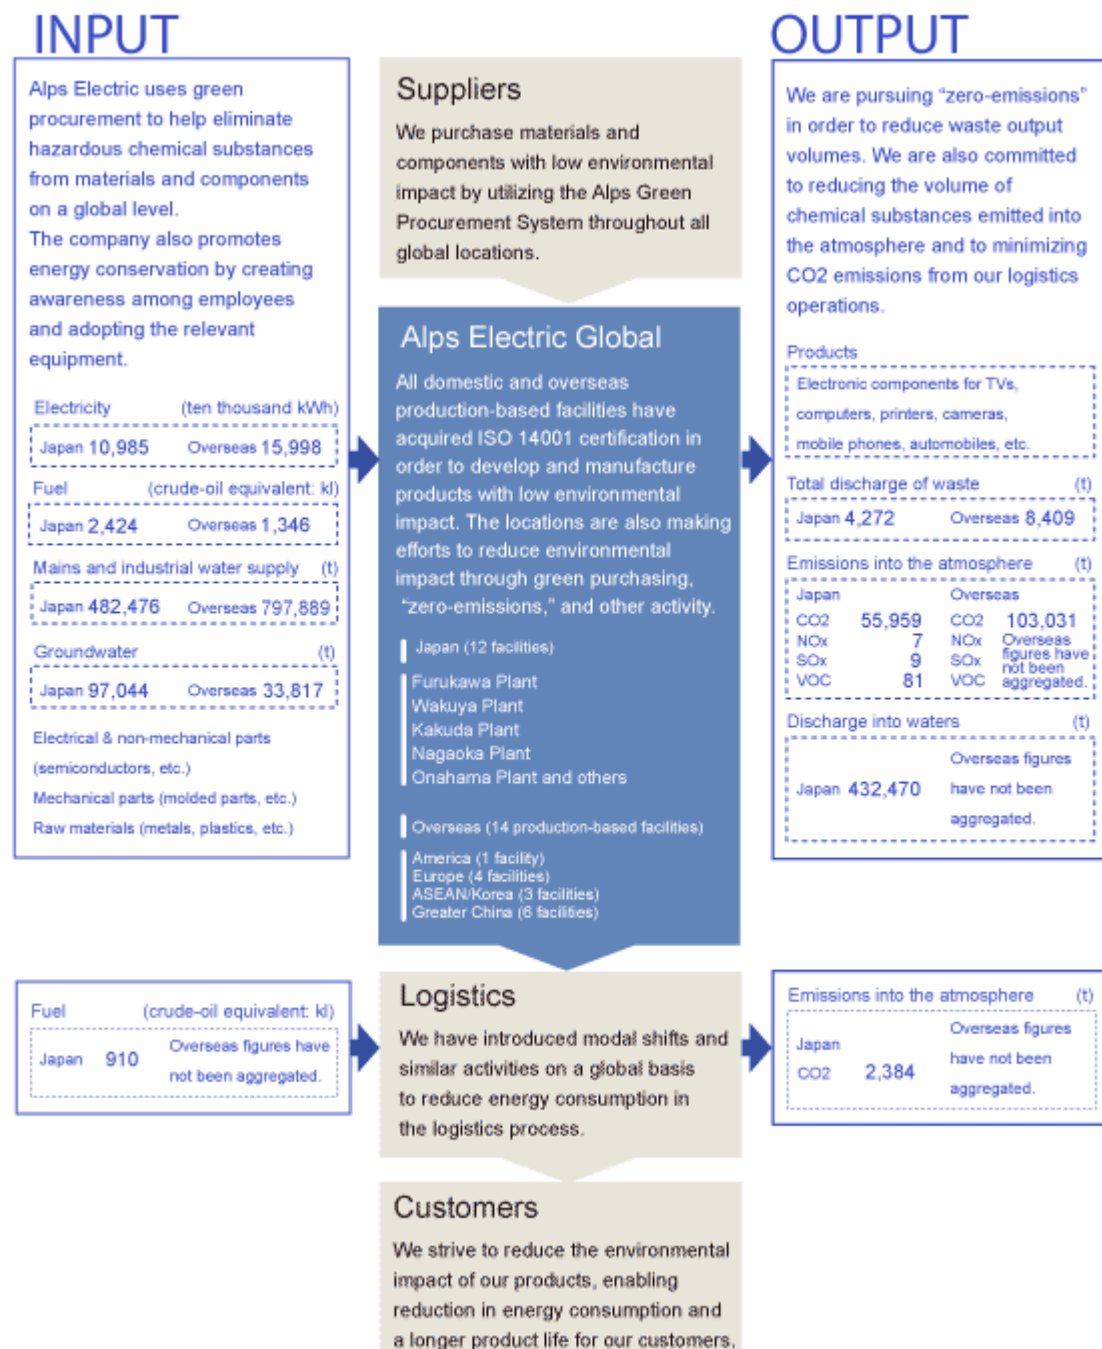 INPUT
Alps Electric uses green
procurement to help eliminate
hazardous chemical substances
from materials and components
on a global level.
The company also promotes
energy conservation by creating
awareness among employees
and adopting the relevant
equipment.
Electricity (ten thousand kWh)
Japan 10,985 Overseas 15,998
Fuel (crude-oil equivalent: kl)
Japan 2,424 Overseas 1,346
Mains and industrial water supply (t)
Japan 482,476 Overseas 797,889
Groundwater (t)
Japan 97,044 Overseas 33,817
Electrical & non-mechanical parts
(semiconductors, etc.)
Mechanical parts (molded parts, etc.)
Raw materials (metals, plastics, etc.)
Suppliers
We purchase materials and
components with low environmental
impact by utilizing the Alps Green
Procurement System throughout all
global locations.
Alps Electric Global
All domestic and overseas
production-based facilities have
acquired ISO 14001 certification in
order to develop and manufacture
products with low environmental
impact. The locations are also making
efforts to reduce environmental
impact through green purchasing,
“zero-emissions,” and other activity.
Japan (12 facilities)
Furukawa Plant
Wakuya Plant
Kakuda Plant
Nagaoka Plant
Onahama Plant and others
Overseas (14 production-based facilities)
America (1 facility)
Europe (4 facilities)
ASEAN/Korea (3 facilities)
Greater China (6 facilities)
OUTPUT
We are pursuing “zero-emissions”
in order to reduce waste output
volumes. We are also committed
to reducing the volume of
chemical substances emitted into
the atmosphere and to minimizing
CO2 emissions from our logistics
operations.
Products
Electronic components for TVs,
computers, printers, cameras,
mobile phones, automobiles, etc.
Total discharge of waste (t)
Japan 4,272 Overseas 8,409
Emissions into the atmosphere (t)
Japan Overseas
CO2 55,959 CO2 103,031
NOx 7 NOx Overseas
SOx 9 SOx figures have
not been
VOC 81 VOC aggregated.
Discharge into waters (t)
Overseas figures
Japan 432,470 have not been
aggregated.
Fuel (crude-oil equivalent: kl)
Japan 910 Overseas figures have
not been aggregated.
Logistics
We have introduced modal shifts and
similar activities on a global basis
to reduce energy consumption in
the logistics process.
Emissions into the atmosphere (t)
Overseas figures
Japan
have not been
CO2 2,384
aggregated.
Customers
We strive to reduce the environmental
impact of our products, enabling
reduction in energy consumption and
a longer product life for our customers,